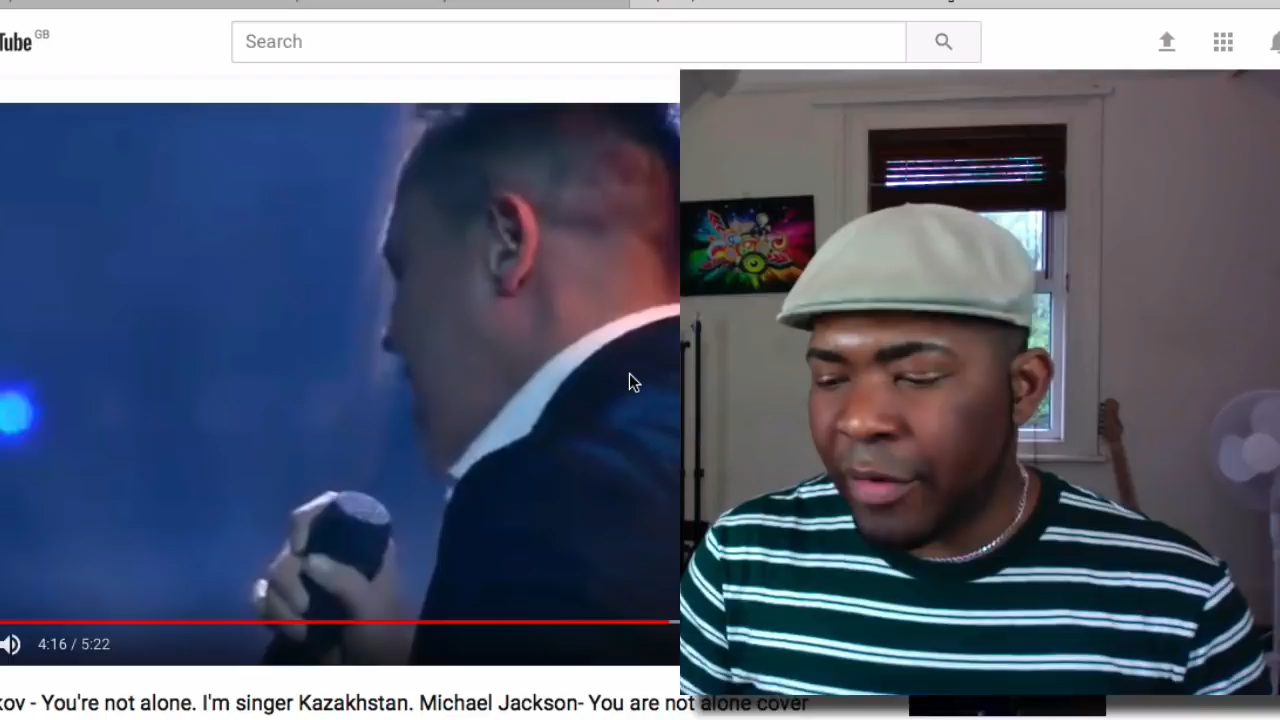 Tube GB
Search
4:16 / 5:22
kov - You're not alone. I'm singer Kazakhstan. Michael Jackson- You are not alone cover